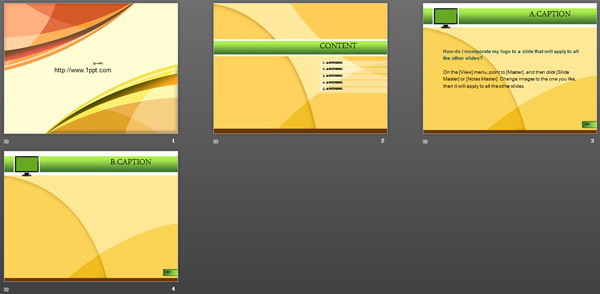 http://www.1ppt.com
1
CONTENT
2
A.CAPTION
How do I incorporate my logo to a slide that will apply to all
the other slides?
On the [View] menu, point to [Master], and then click [Slide
Master] or [Notes Master]. Change images to the one you like,
then it will apply to all the other slides.
3
B.CAPTION
4